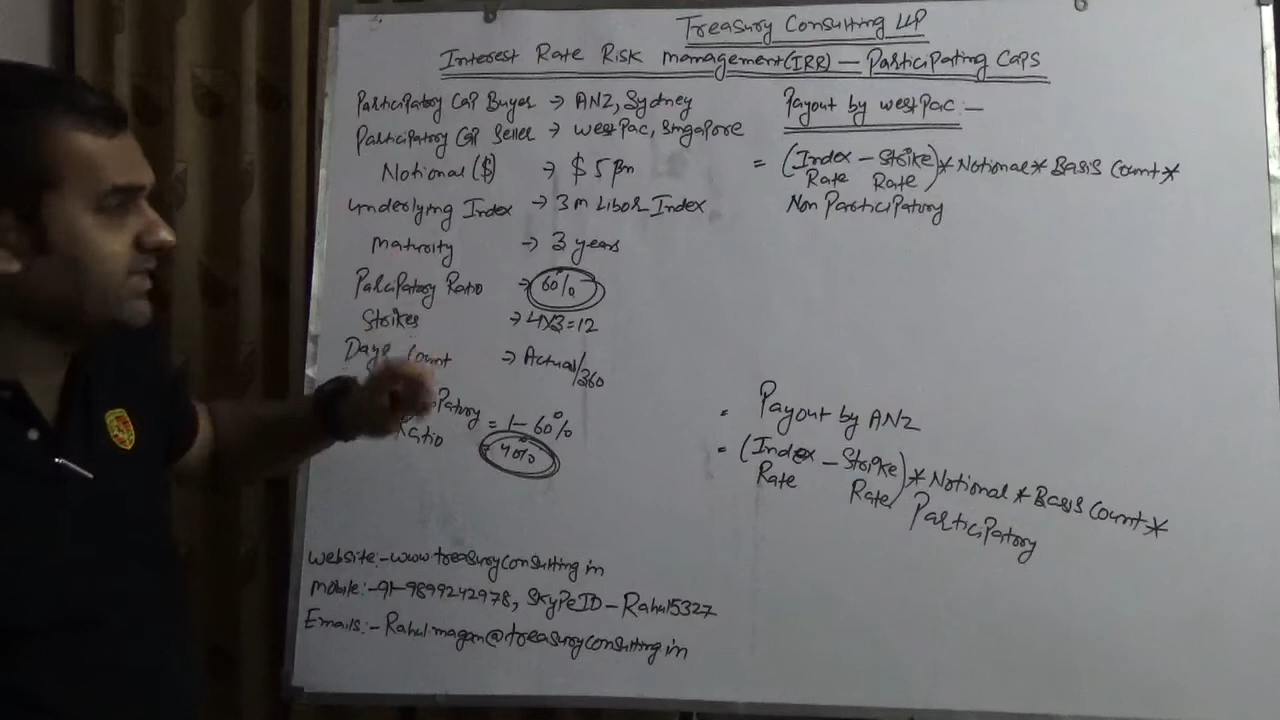 Treasury Consulting LLP
Interest Rate Risk management (IRR) — Participating Caps
Participatory Cap Buyer → ANZ, Sydney
Participatory Cap Seller → Westpac, Singapore
Notional ($) → $ 5 Bn
Underlying Index → 3 m Libor Index
Maturity → 3 years
Paricipatory Ratio → 60%
Strikes → 4x3=12
Days Count → Actual/360
Patory Ratio = 1 - 60%
= 40%
Payout by westpac :-
= (Index Rate - Strike Rate) * Notional * Basis Count *
Non Participatory
= Payout by ANZ
= (Index Rate - Strike Rate) * Notional * Basis Count *
Participatory
Website:- www.treasuryconsulting.in
Mobile:- 91-9899242978, Skype ID - Rahul5327
Emails:- Rahul.magan@treasuryconsulting.in